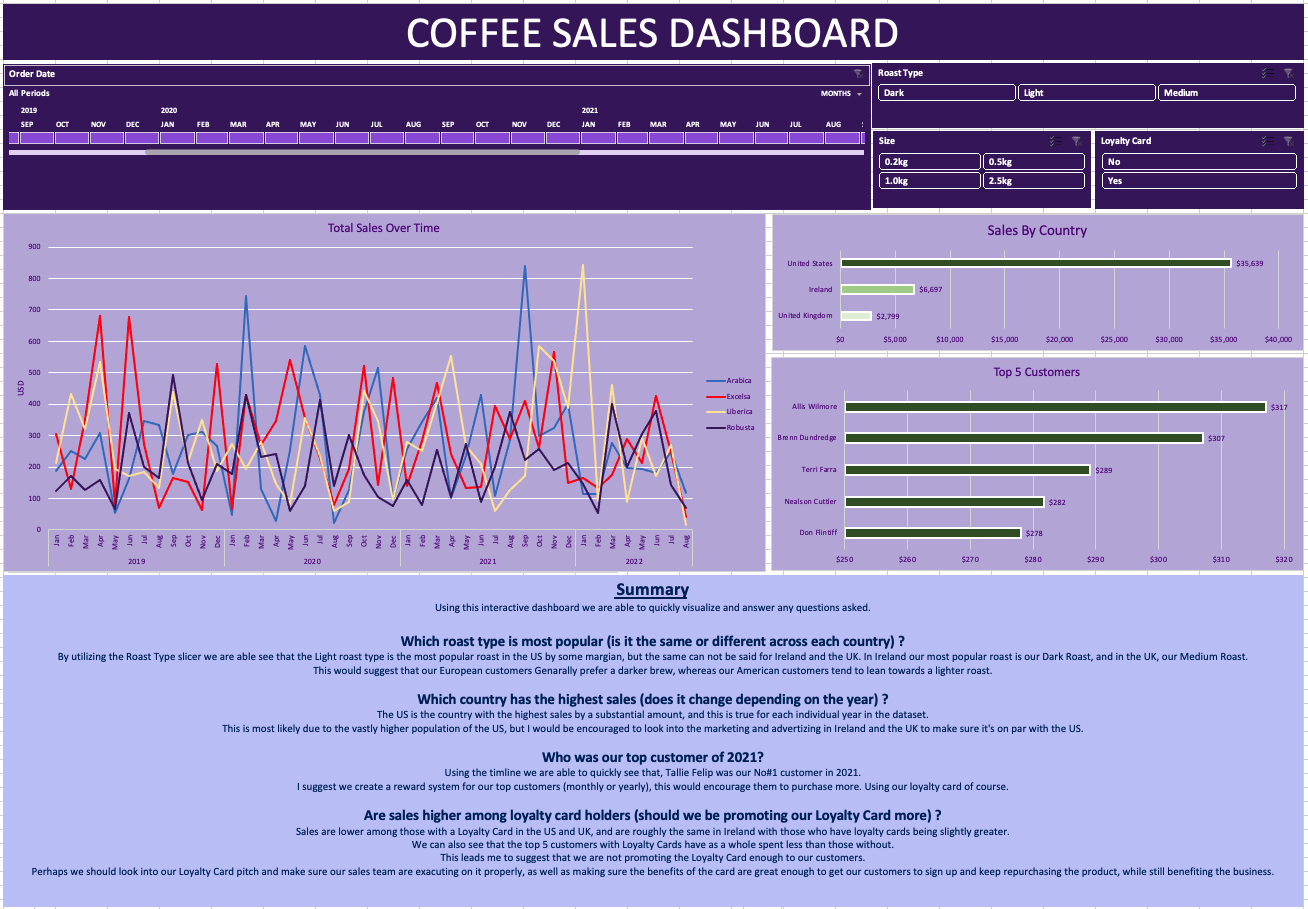 COFFEE SALES DASHBOARD
Order Date
All Periods
MONTHS
2019 2020 2021
SEP OCT NOV DEC JAN FEB MAR APR MAY JUN JUL AUG SEP OCT NOV DEC JAN FEB MAR APR MAY JUN JUL AUG
Roast Type
Dark Light Medium
Size
0.2kg 0.5kg
1.0kg 2.5kg
Loyalty Card
No
Yes
Total Sales Over Time
USD
900
800
700
600
500
400
300
200
100
0
Jan Feb Mar Apr May Jun Jul Aug Sep Oct Nov Dec Jan Feb Mar Apr May Jun Jul Aug Sep Oct Nov Dec Jan Feb Mar Apr May Jun Jul Aug Sep Oct Nov Dec Jan Feb Mar Apr May Jun Jul Aug
2019 2020 2021 2022
Arabica
Excelsa
Liberica
Robusta
Sales By Country
United States $35,639
Ireland $6,697
United Kingdom $2,799
$0 $5,000 $10,000 $15,000 $20,000 $25,000 $30,000 $35,000 $40,000
Top 5 Customers
Allis Wilmore $317
Brenn Dundredge $307
Terri Farra $289
Nealson Cuttler $282
Don Flintiff $278
$250 $260 $270 $280 $290 $300 $310 $320
Summary
Using this interactive dashboard we are able to quickly visualize and answer any questions asked.
Which roast type is most popular (is it the same or different across each country) ?
By utilizing the Roast Type slicer we are able see that the Light roast type is the most popular roast in the US by some margian, but the same can not be said for Ireland and the UK. In Ireland our most popular roast is our Dark Roast, and in the UK, our Medium Roast.
This would suggest that our European customers Genarally prefer a darker brew, whereas our American customers tend to lean towards a lighter roast.
Which country has the highest sales (does it change depending on the year) ?
The US is the country with the highest sales by a substantial amount, and this is true for each individual year in the dataset.
This is most likely due to the vastly higher population of the US, but I would be encouraged to look into the marketing and advertizing in Ireland and the UK to make sure it's on par with the US.
Who was our top customer of 2021?
Using the timline we are able to quickly see that, Tallie Felip was our No#1 customer in 2021.
I suggest we create a reward system for our top customers (monthly or yearly), this would encourage them to purchase more. Using our loyalty card of course.
Are sales higher among loyalty card holders (should we be promoting our Loyalty Card more) ?
Sales are lower among those with a Loyalty Card in the US and UK, and are roughly the same in Ireland with those who have loyalty cards being slightly greater.
We can also see that the top 5 customers with Loyalty Cards have as a whole spent less than those without.
This leads me to suggest that we are not promoting the Loyalty Card enough to our customers.
Perhaps we should look into our Loyalty Card pitch and make sure our sales team are exacuting on it properly, as well as making sure the benefits of the card are great enough to get our customers to sign up and keep repurchasing the product, while still benefiting the business.